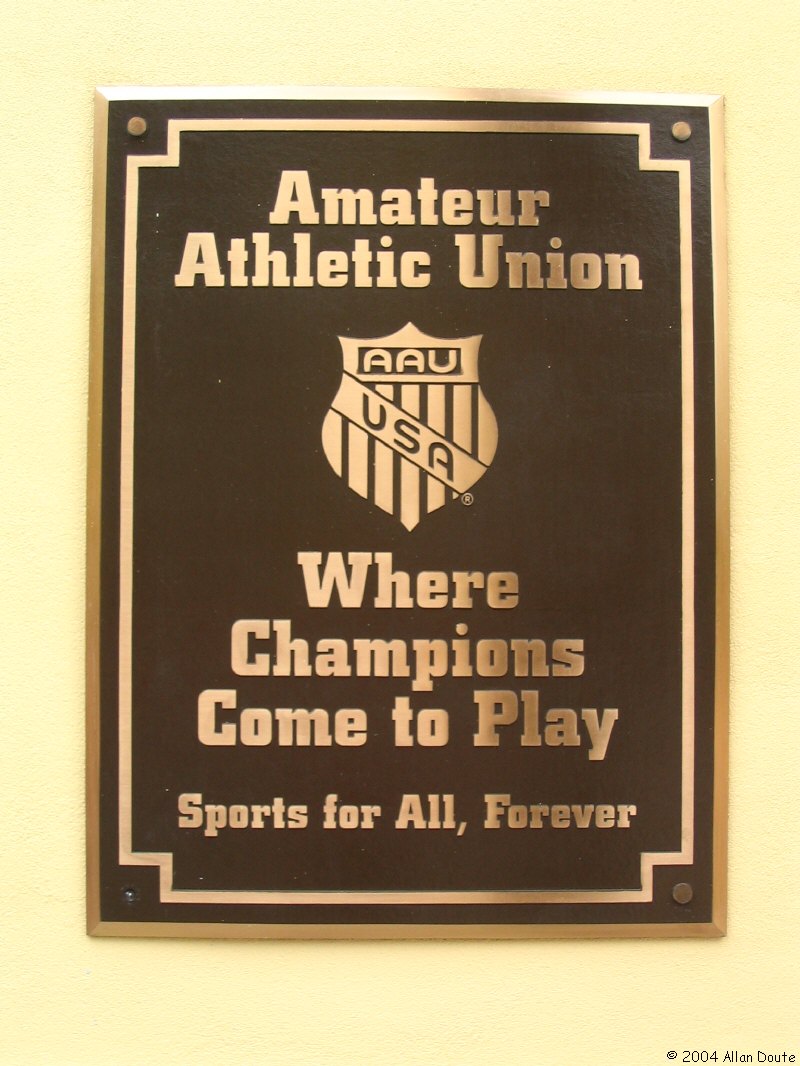 Amateur
Athletic Union
AAU
USA
®
Where
Champions
Come to Play
Sports for All, Forever
© 2004 Allan Doute